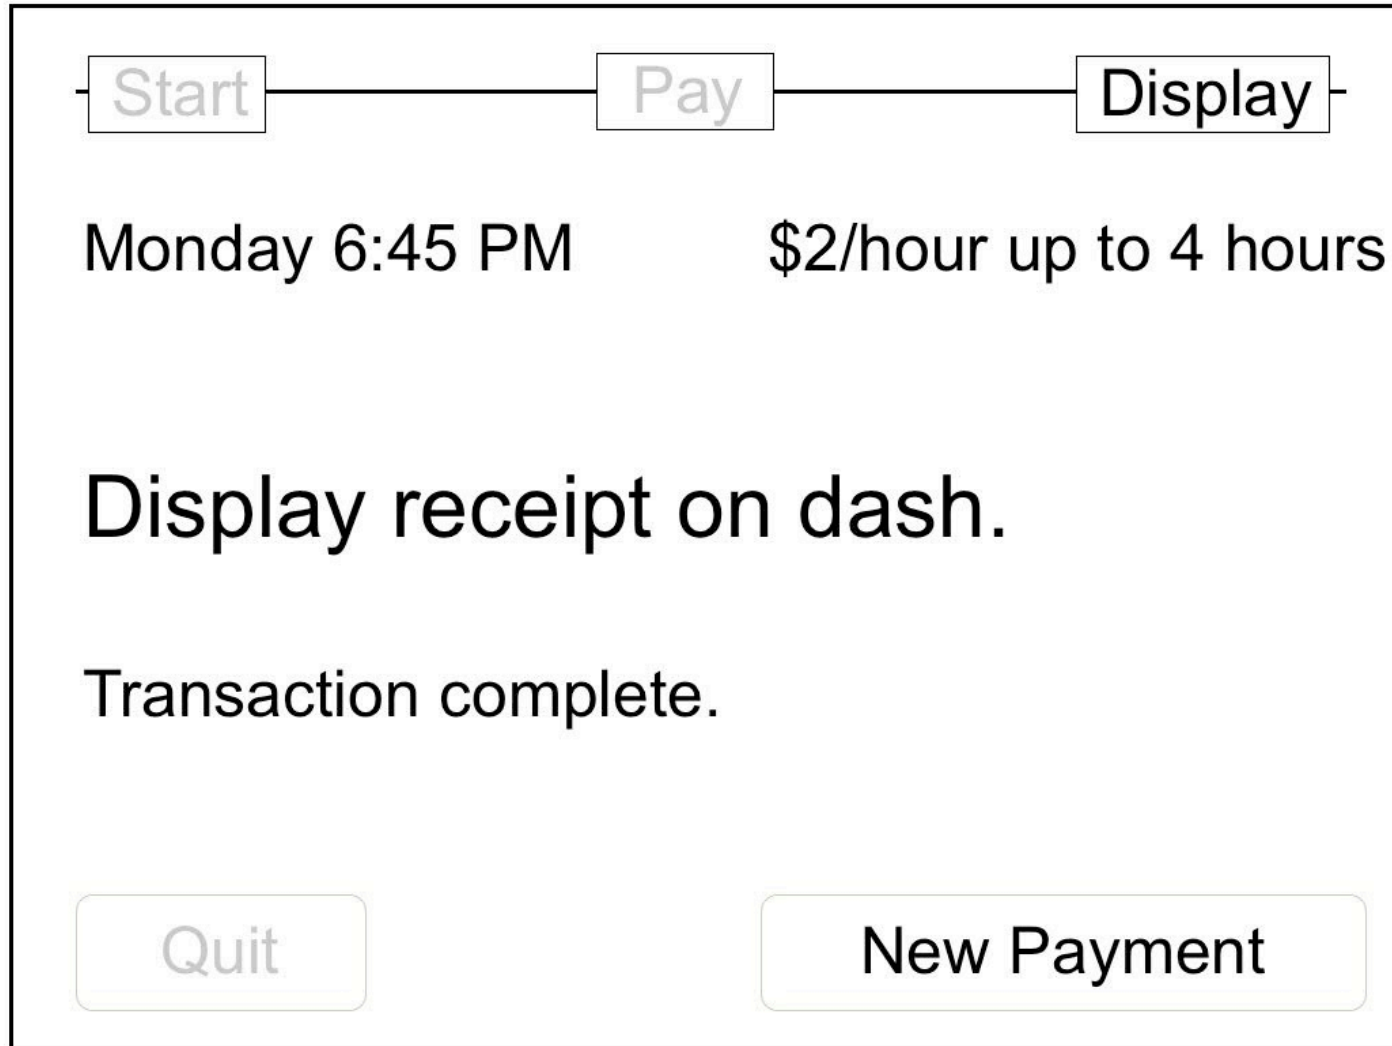 Start Pay Display
Monday 6:45 PM $2/hour up to 4 hours
Display receipt on dash.
Transaction complete.
Quit New Payment